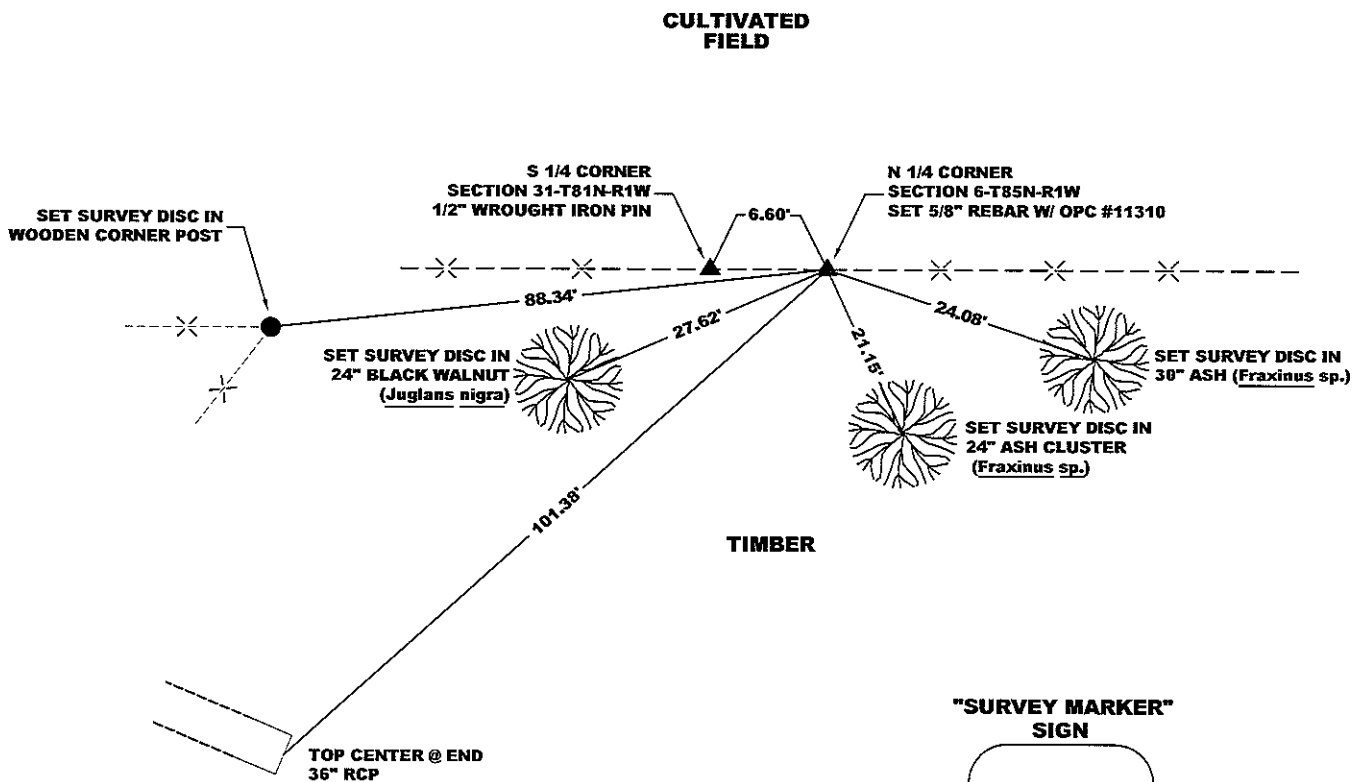 CULTIVATED
FIELD
S 1/4 CORNER
SECTION 31-T81N-R1W
1/2" WROUGHT IRON PIN
N 1/4 CORNER
SECTION 6-T85N-R1W
SET 5/8" REBAR W/ OPC #11310
SET SURVEY DISC IN
WOODEN CORNER POST
6.60'
88.34'
27.62'
24.08'
21.15'
SET SURVEY DISC IN
24" BLACK WALNUT
(Juglans nigra)
SET SURVEY DISC IN
30" ASH (Fraxinus sp.)
SET SURVEY DISC IN
24" ASH CLUSTER
(Fraxinus sp.)
101.38'
TIMBER
"SURVEY MARKER"
SIGN
TOP CENTER @ END
36" RCP